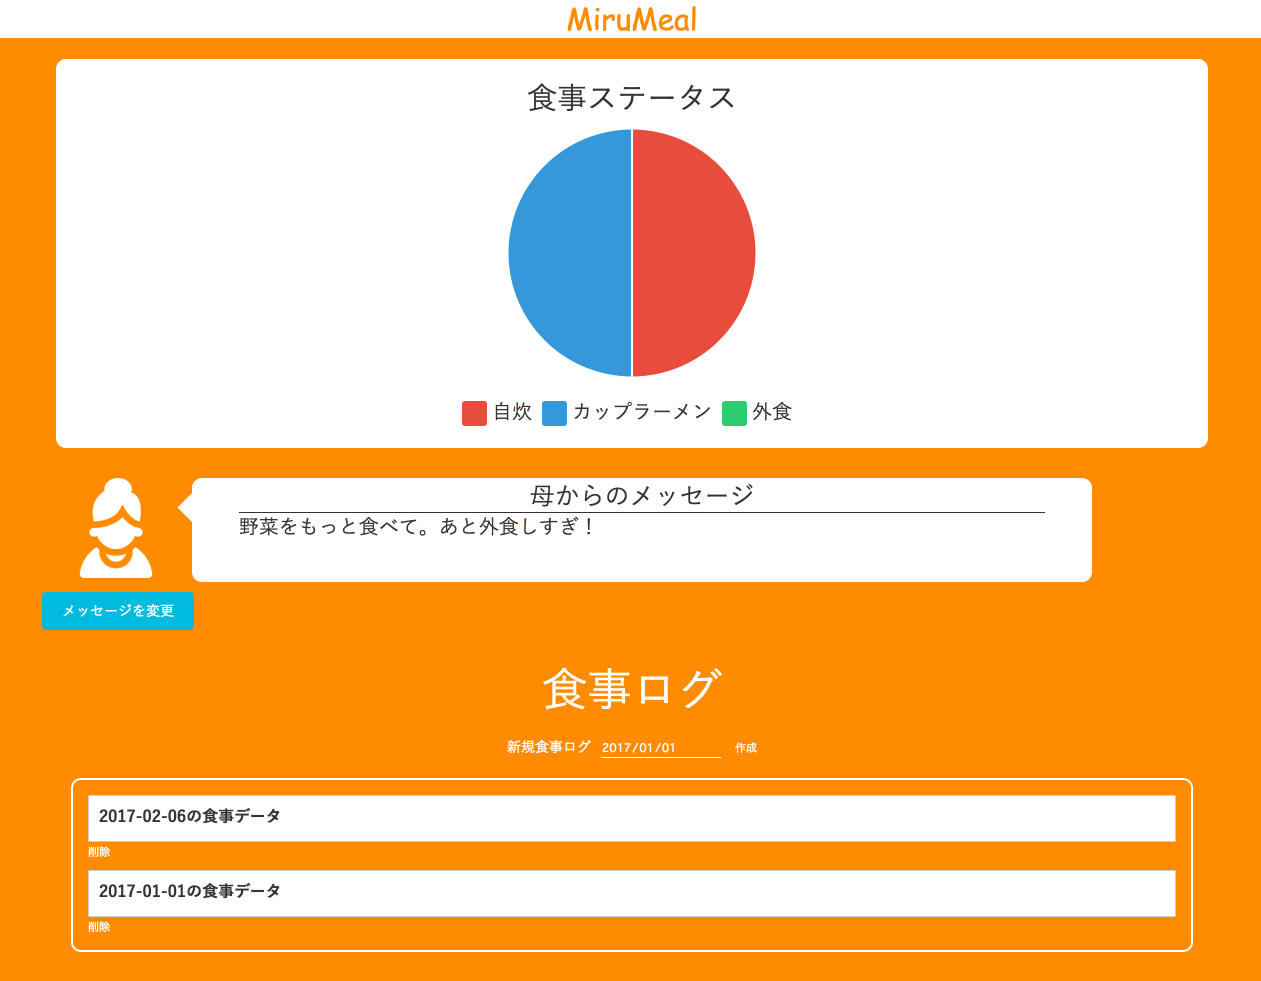 MiruMeal
食事ステータス
自炊 カップラーメン 外食
母からのメッセージ
野菜をもっと食べて。あと外食しすぎ！
メッセージを変更
食事ログ
新規食事ログ 2017/01/01 作成
2017-02-06の食事データ
削除
2017-01-01の食事データ
削除